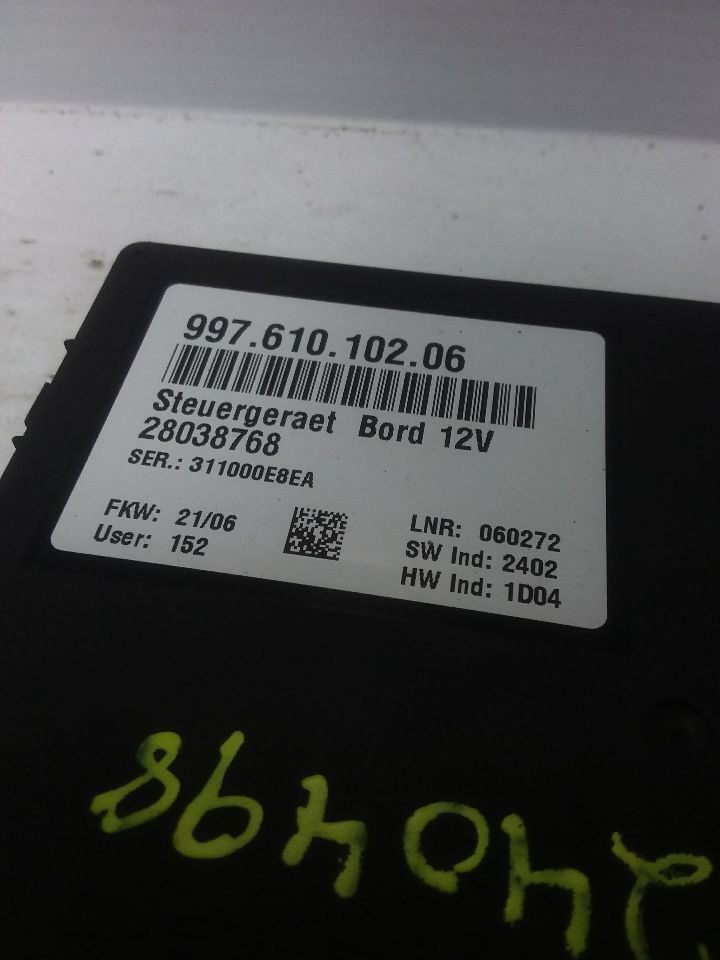 997.610.102.06
Steuergeraet Bord 12V
28038768
SER.: 311000E8EA
FKW: 21/06
User: 152
LNR: 060272
SW Ind: 2402
HW Ind: 1D04